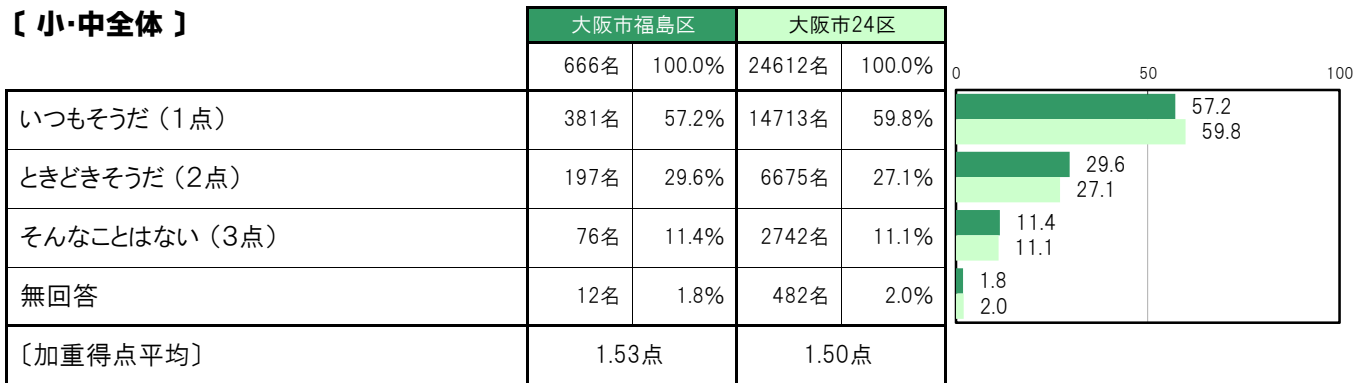 〔 小・中全体 〕
大阪市福島区 大阪市24区
666名 100.0% 24612名 100.0%
0 50 100
いつもそうだ（1点） 381名 57.2% 14713名 59.8%
57.2
59.8
ときどきそうだ（2点） 197名 29.6% 6675名 27.1%
29.6
27.1
そんなことはない（3点） 76名 11.4% 2742名 11.1%
11.4
11.1
無回答 12名 1.8% 482名 2.0%
1.8
2.0
〔加重得点平均〕 1.53点 1.50点